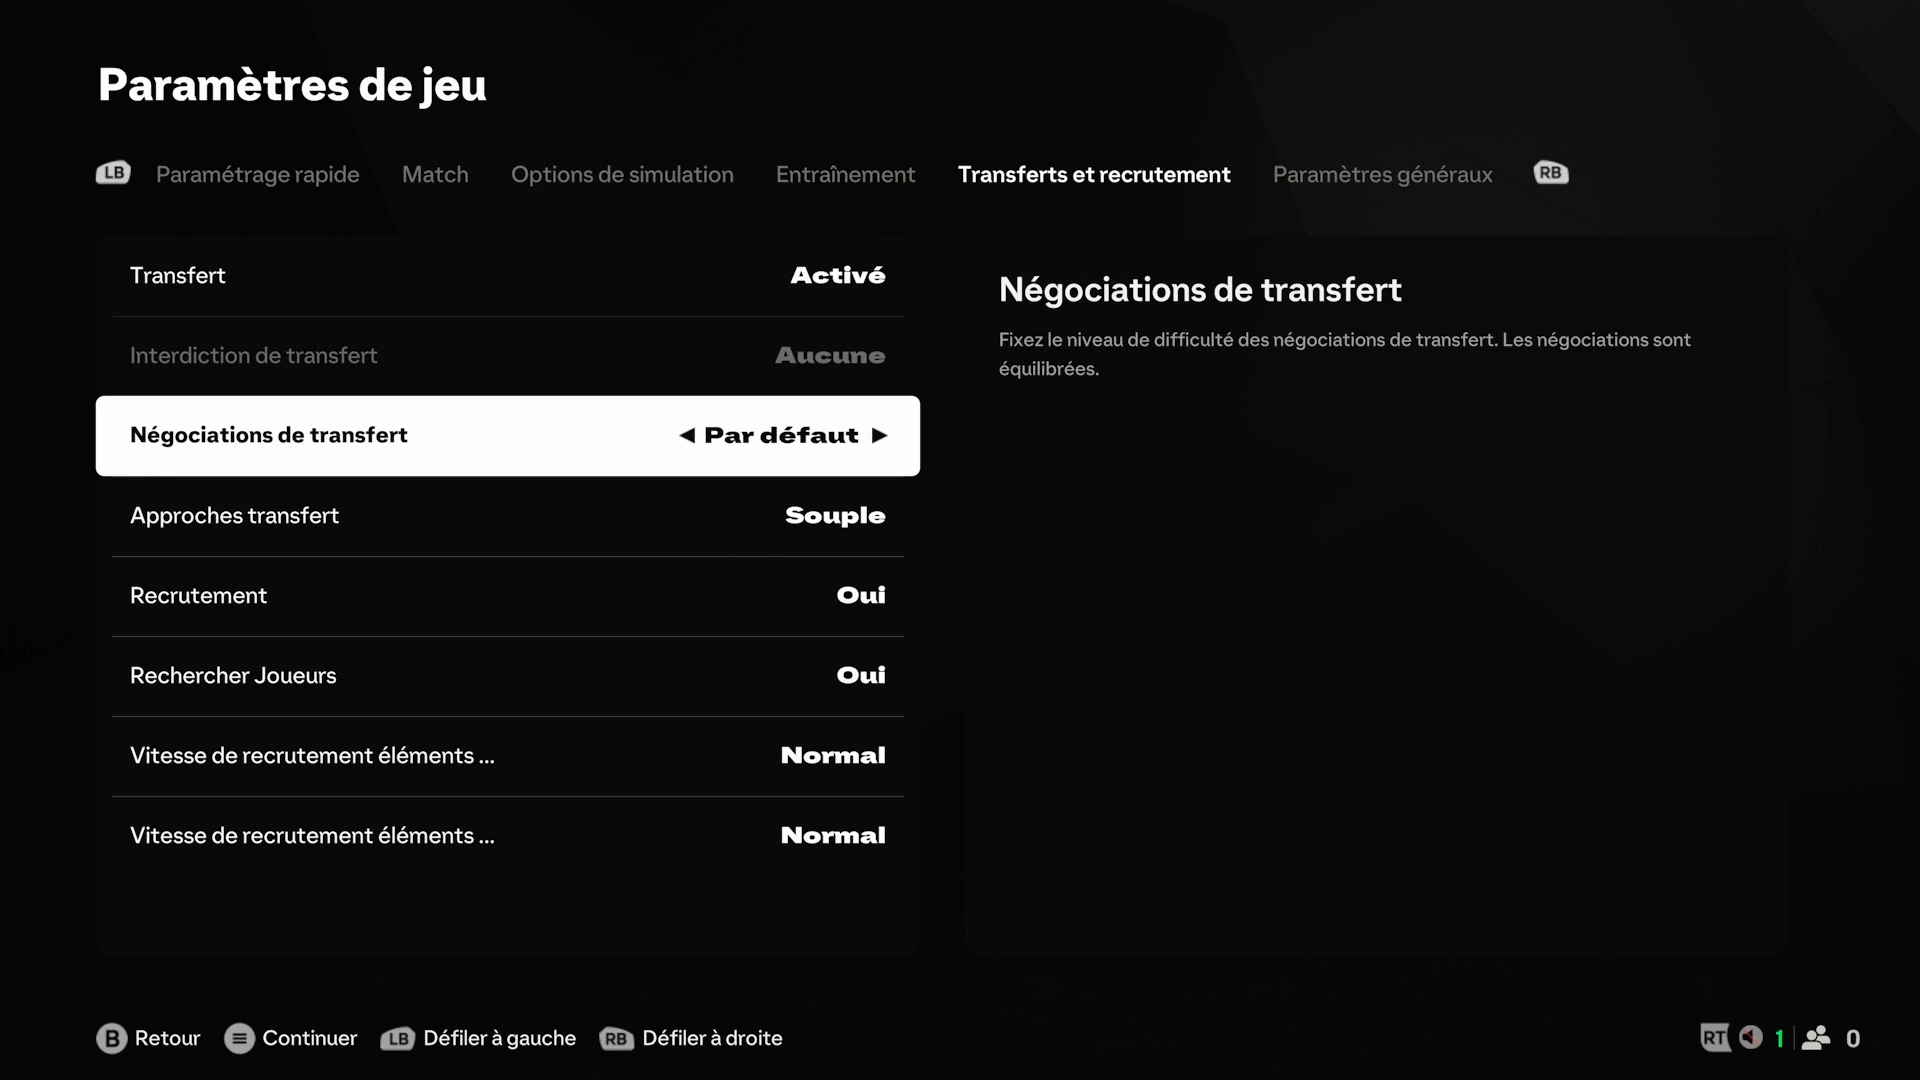 Paramètres de jeu
LB Paramétrage rapide Match Options de simulation Entraînement Transferts et recrutement Paramètres généraux RB
Transfert Activé
Interdiction de transfert Aucune
Négociations de transfert ◀ Par défaut ▶
Approches transfert Souple
Recrutement Oui
Rechercher Joueurs Oui
Vitesse de recrutement éléments ... Normal
Vitesse de recrutement éléments ... Normal
Négociations de transfert
Fixez le niveau de difficulté des négociations de transfert. Les négociations sont
équilibrées.
B Retour Continuer LB Défiler à gauche RB Défiler à droite
RT 1 0